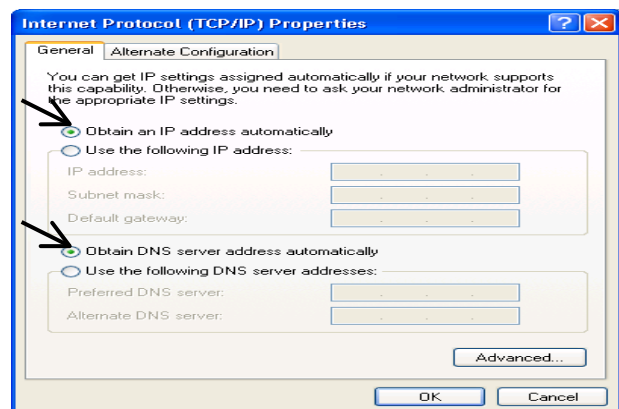 Internet Protocol (TCP/IP) Properties
General Alternate Configuration
You can get IP settings assigned automatically if your network supports
this capability. Otherwise, you need to ask your network administrator for
the appropriate IP settings.
Obtain an IP address automatically
Use the following IP address:
IP address:
Subnet mask:
Default gateway:
Obtain DNS server address automatically
Use the following DNS server addresses:
Preferred DNS server:
Alternate DNS server:
Advanced...
OK Cancel